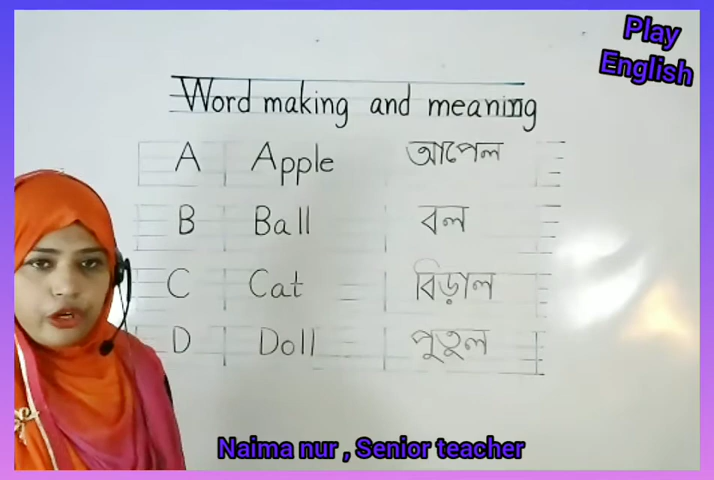 Play
English
Word making and meaning
A Apple আপেল
B Ball বল
C Cat বিড়াল
D Doll পুতুল
Naima nur , Senior teacher